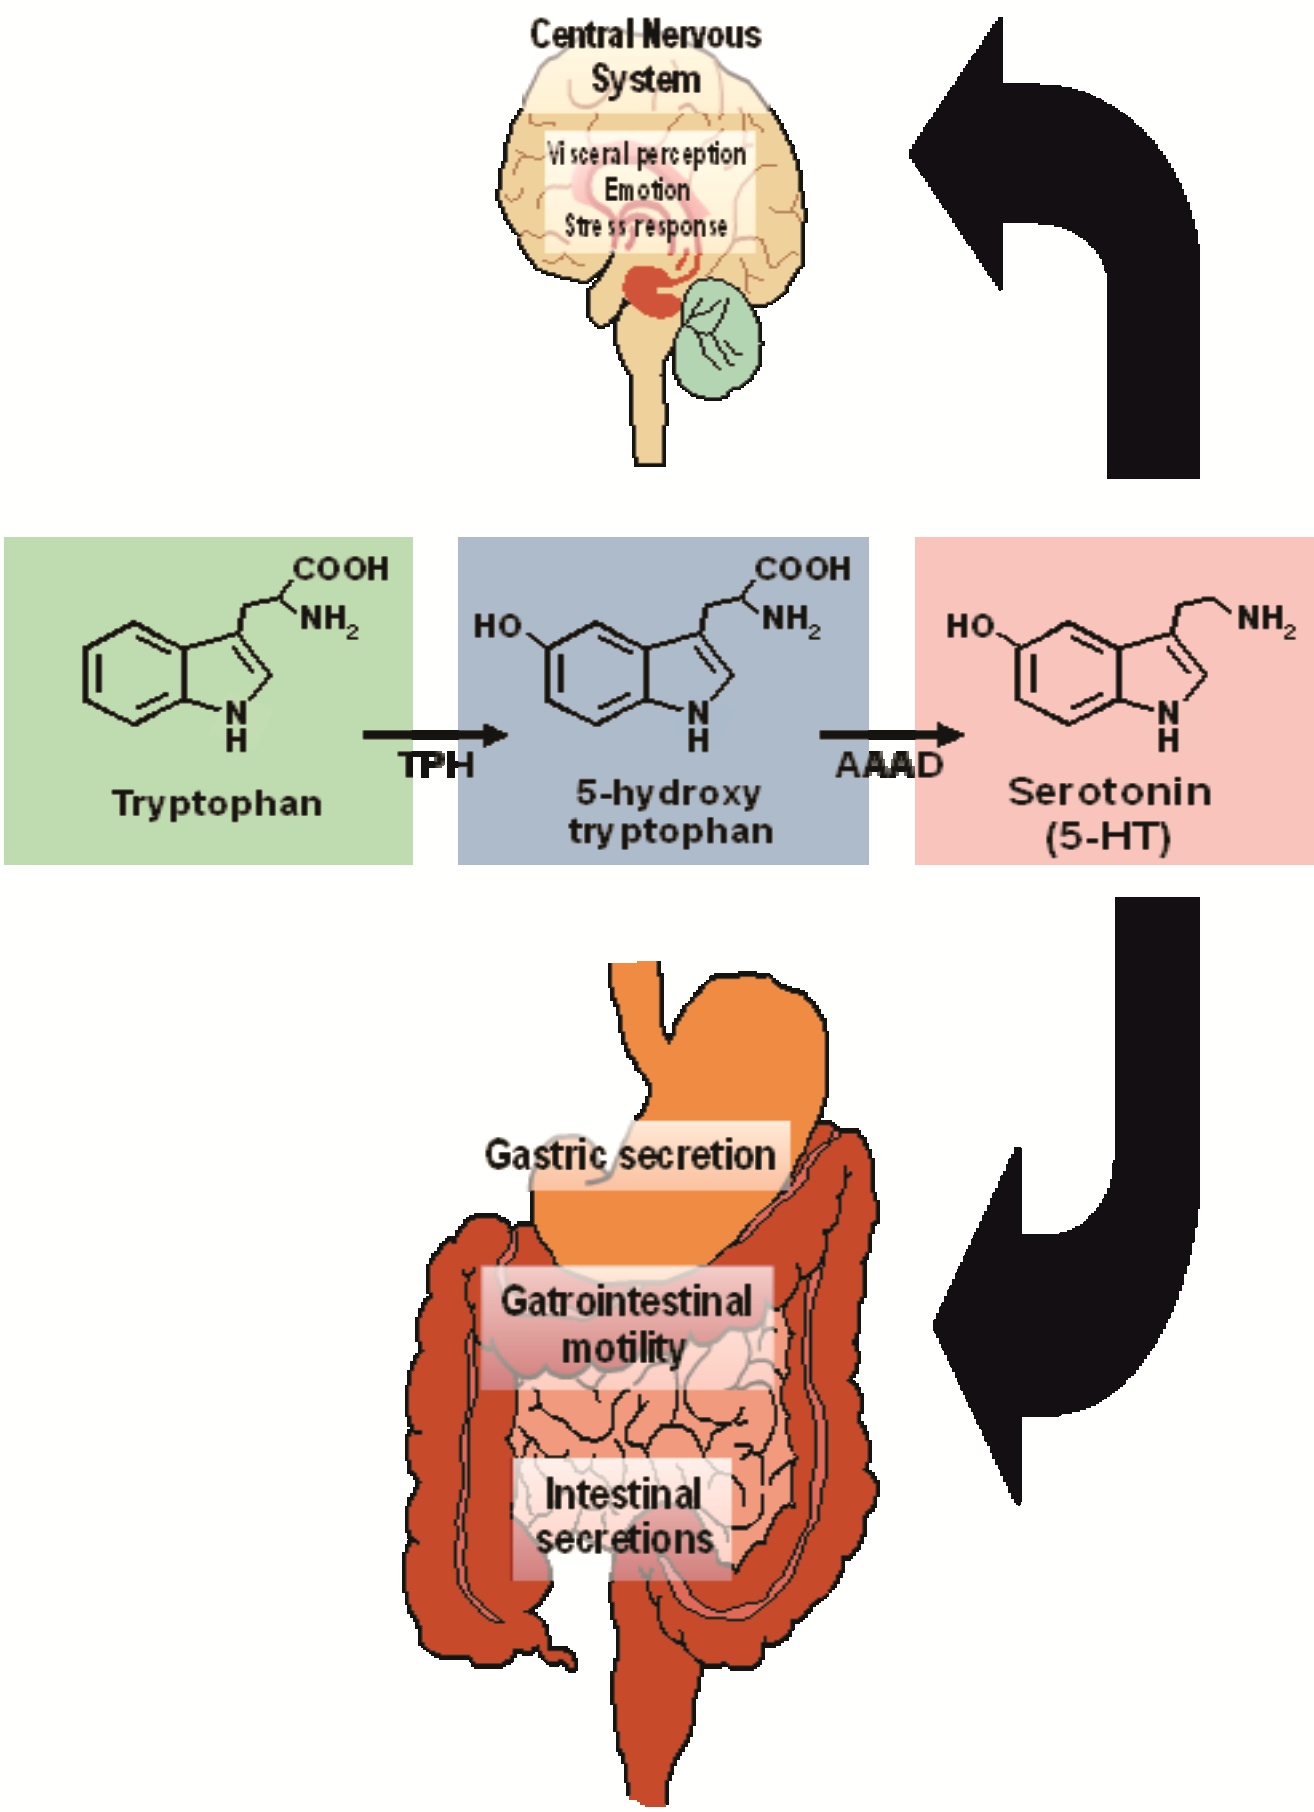 Central Nervous
System
Visceral perception
Emotion
Stress response
COOH
NH2
N
H
Tryptophan
TPH
HO
COOH
NH2
N
H
5-hydroxy
tryptophan
AAAD
HO
NH2
N
H
Serotonin
(5-HT)
Gastric secretion
Gatrointestinal
motility
Intestinal
secretions